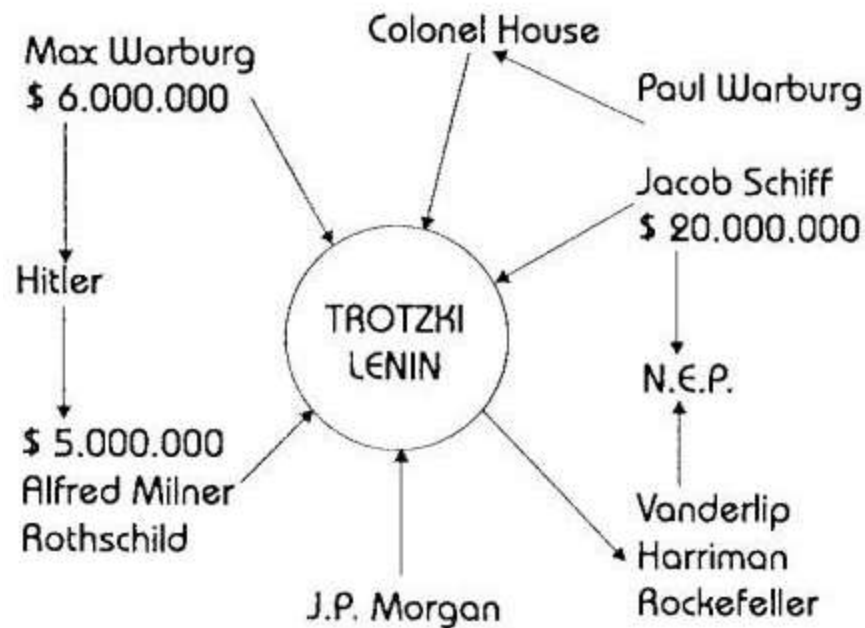 Max Warburg
$ 6.000.000
Colonel House
Paul Warburg
Jacob Schiff
$ 20.000.000
Hitler
TROTZKI
LENIN
N.E.P.
$ 5.000.000
Alfred Milner
Rothschild
J.P. Morgan
Vanderlip
Harriman
Rockefeller